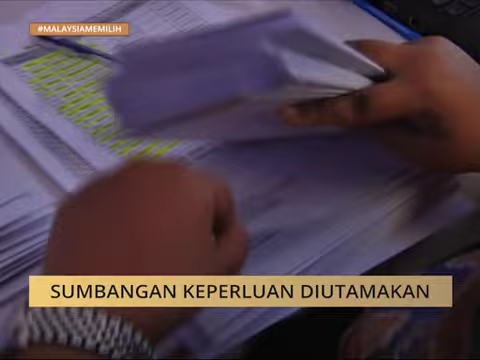 #MALAYSIAMEMILIH
SUMBANGAN KEPERLUAN DIUTAMAKAN